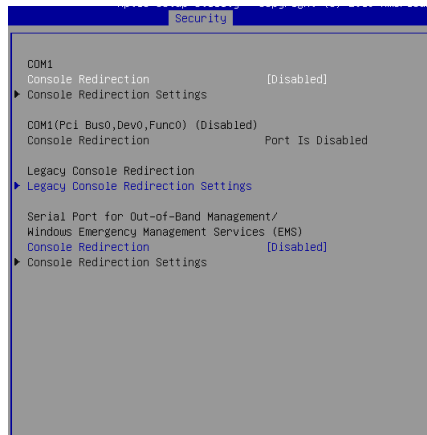 Security
COM1
Console Redirection [Disabled]
Console Redirection Settings
COM1(Pci Bus0,Dev0,Func0) (Disabled)
Console Redirection Port Is Disabled
Legacy Console Redirection
Legacy Console Redirection Settings
Serial Port for Out-of-Band Management/
Windows Emergency Management Services (EMS)
Console Redirection [Disabled]
Console Redirection Settings